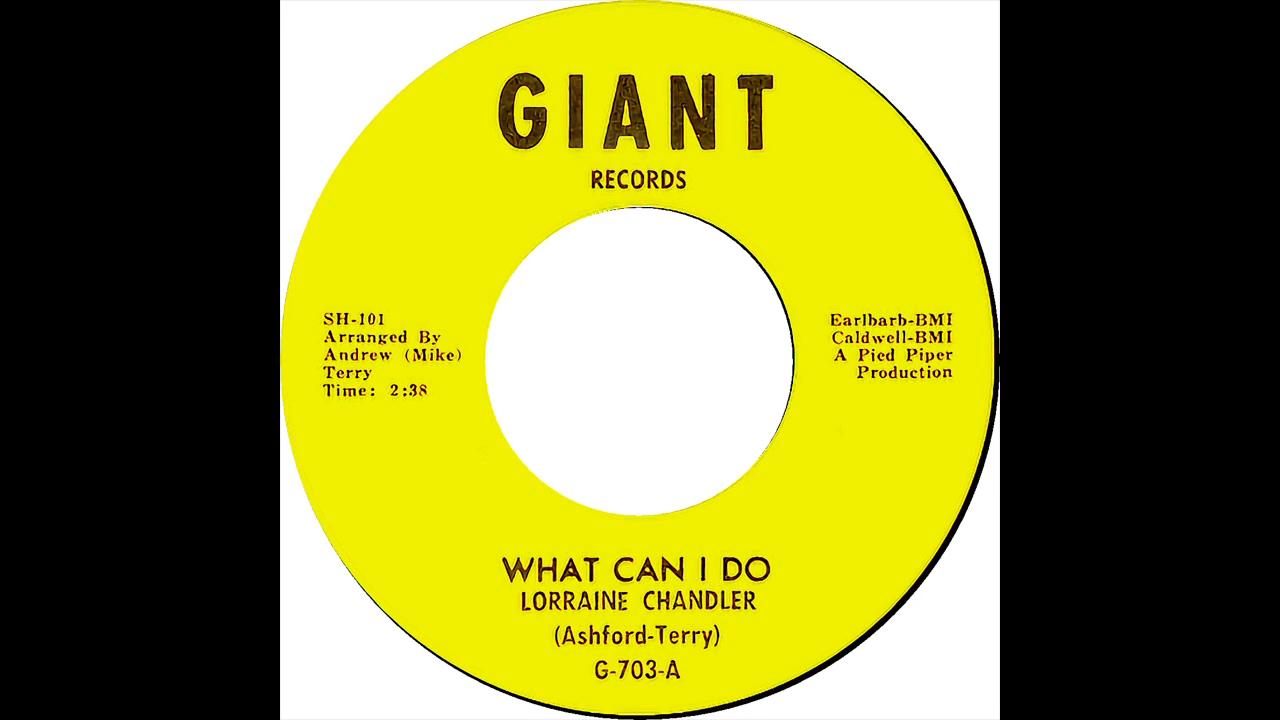 GIANT
RECORDS
SH-101
Arranged By
Andrew (Mike)
Terry
Time: 2:38
Earlbarb-BMI
Caldwell-BMI
A Pied Piper
Production
WHAT CAN I DO
LORRAINE CHANDLER
(Ashford-Terry)
G-703-A